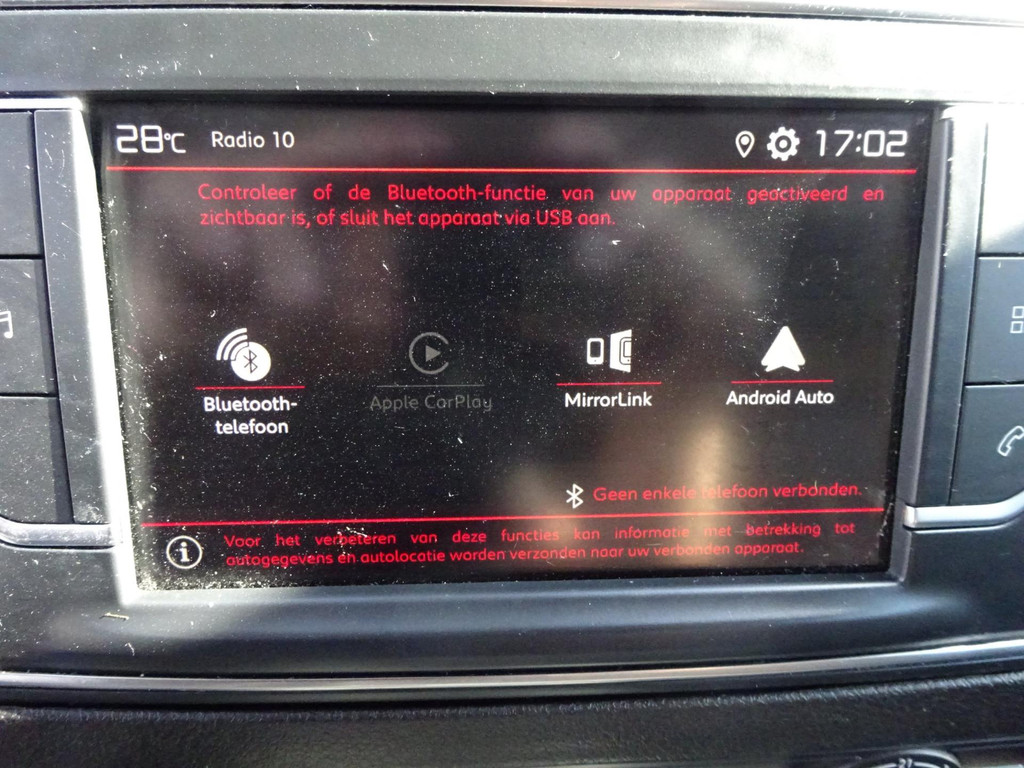 28°C Radio 10 17:02
Controleer of de Bluetooth-functie van uw apparaat geactiveerd en
zichtbaar is, of sluit het apparaat via USB aan.
Bluetooth-
telefoon
Apple CarPlay
MirrorLink
Android Auto
Geen enkele telefoon verbonden.
Voor het verbeteren van deze functies kan informatie met betrekking tot
autogegevens en autolocatie worden verzonden naar uw verbonden apparaat.
21